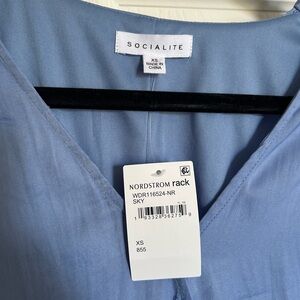 SOCIALITE
XS
MADE IN
CHINA
NORDSTROM rack
WDR116524-NR
SKY
XS
855